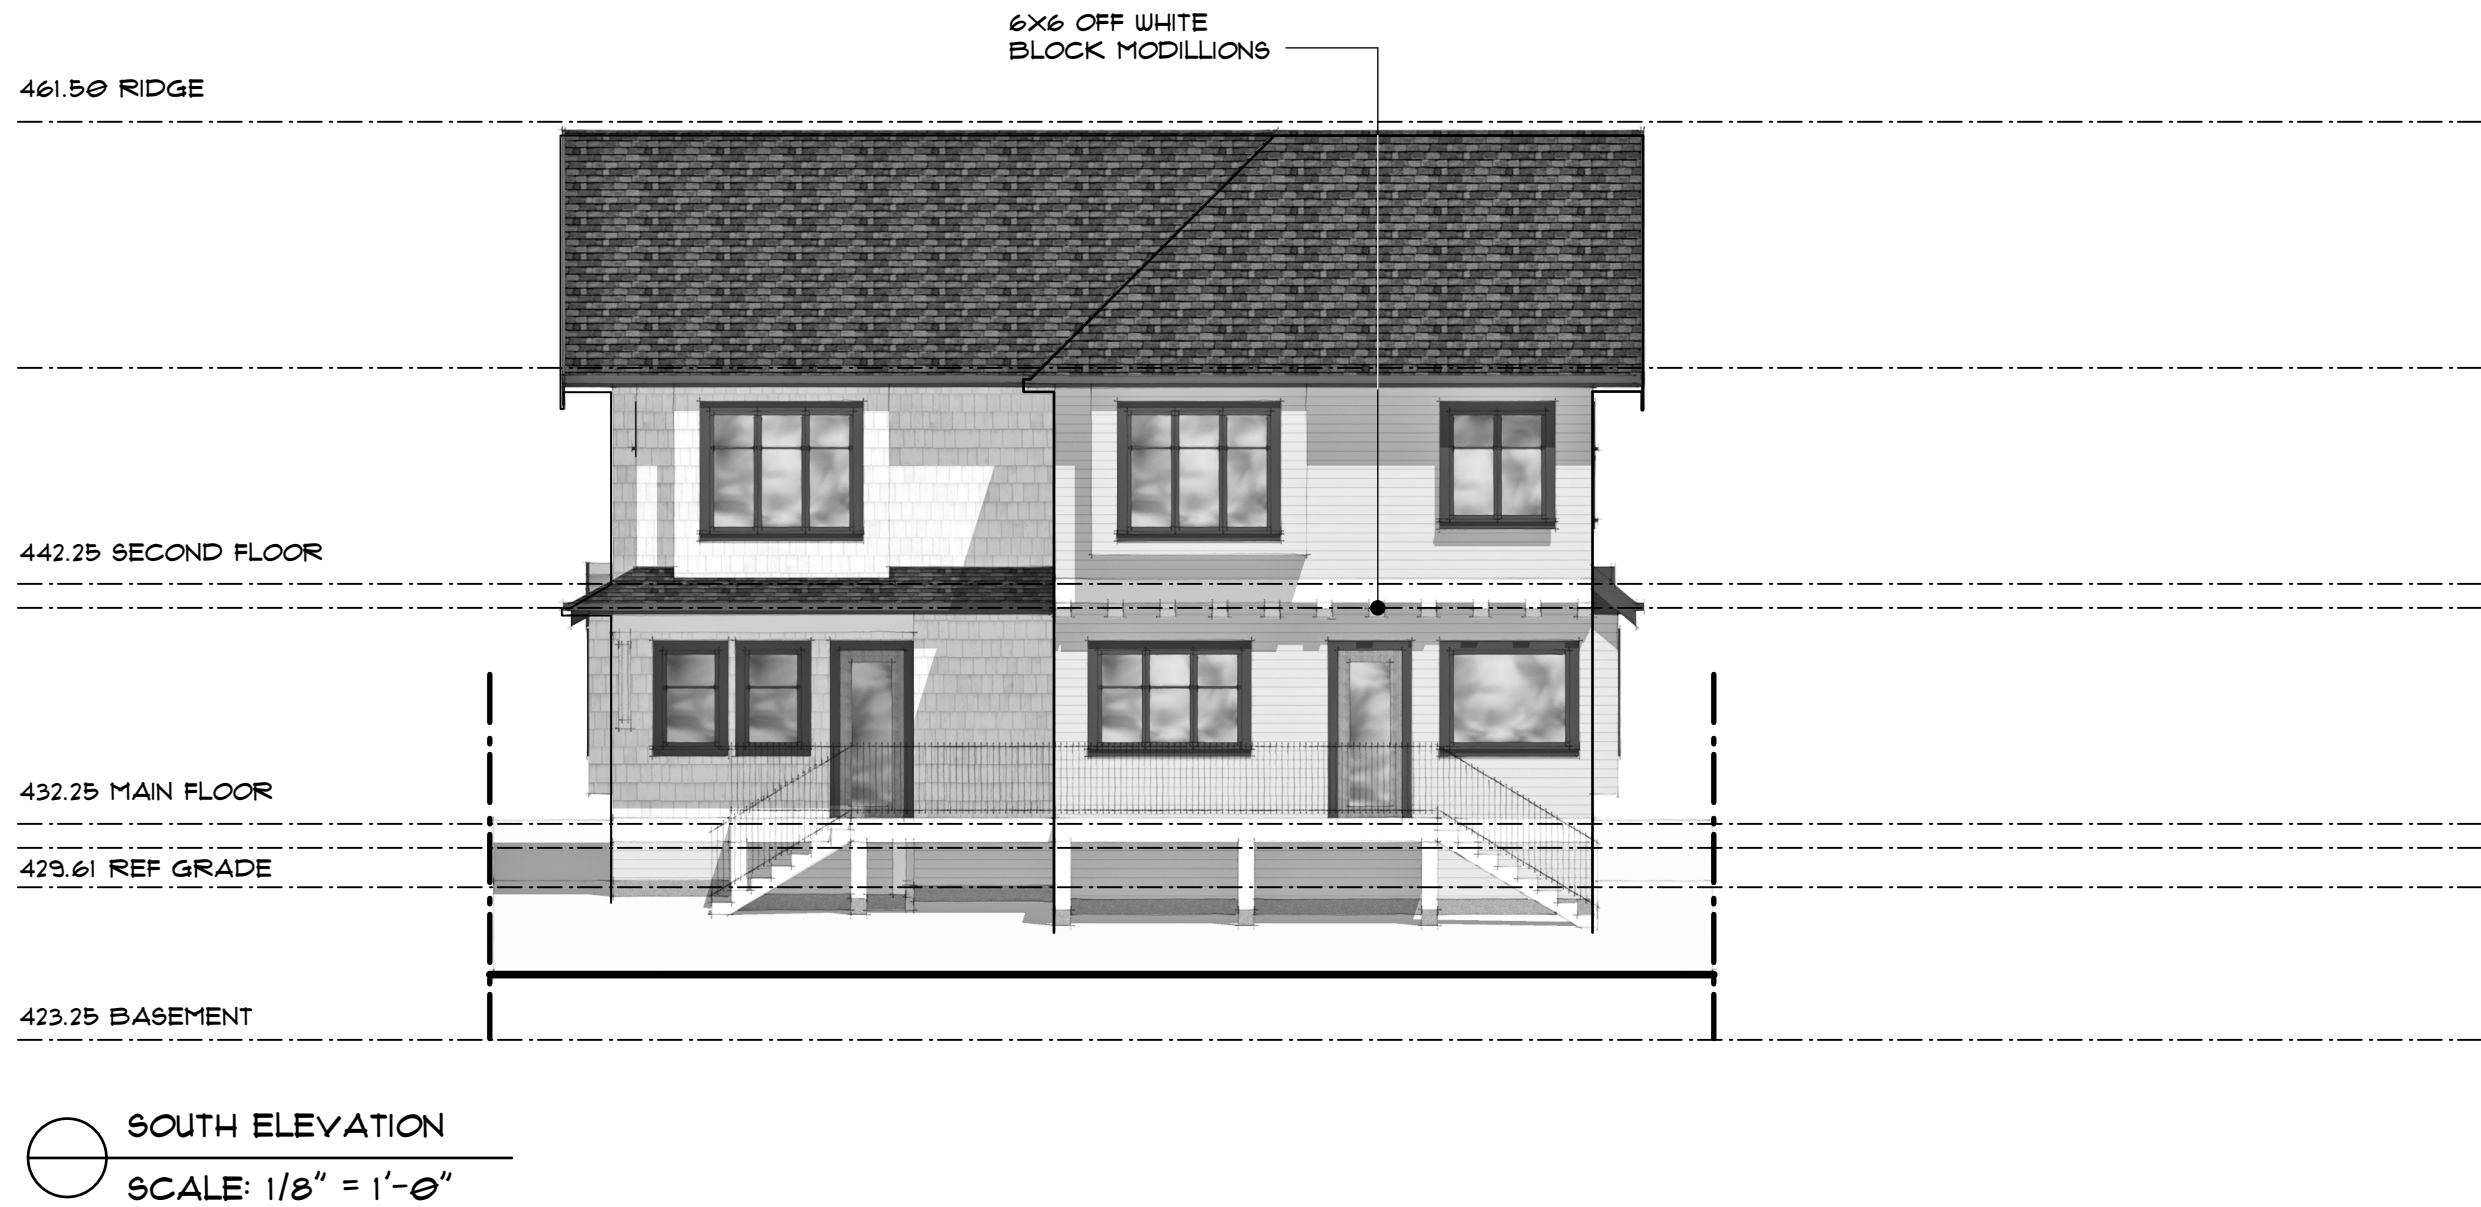 6X6 OFF WHITE
BLOCK MODILLIONS
461.50 RIDGE
442.25 SECOND FLOOR
432.25 MAIN FLOOR
429.61 REF GRADE
423.25 BASEMENT
SOUTH ELEVATION
SCALE: 1/8" = 1'-0"